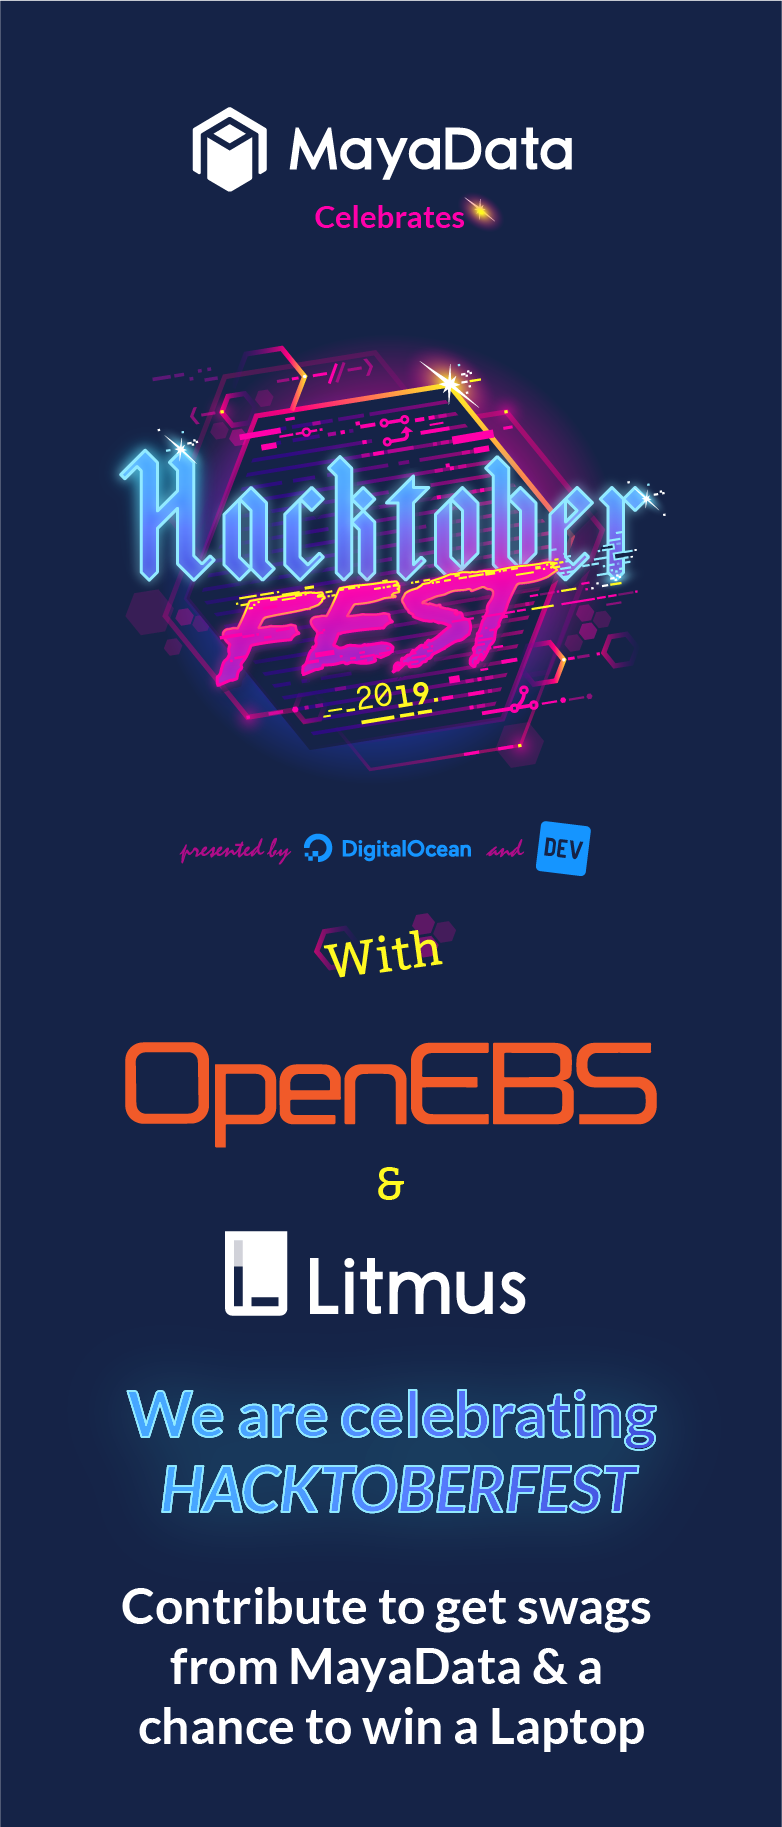 MayaData
Celebrates
Hacktober
FEST
2019.
presented by DigitalOcean and DEV
With
OpenEBS
&
Litmus
We are celebrating
HACKTOBERFEST
Contribute to get swags
from MayaData & a
chance to win a Laptop